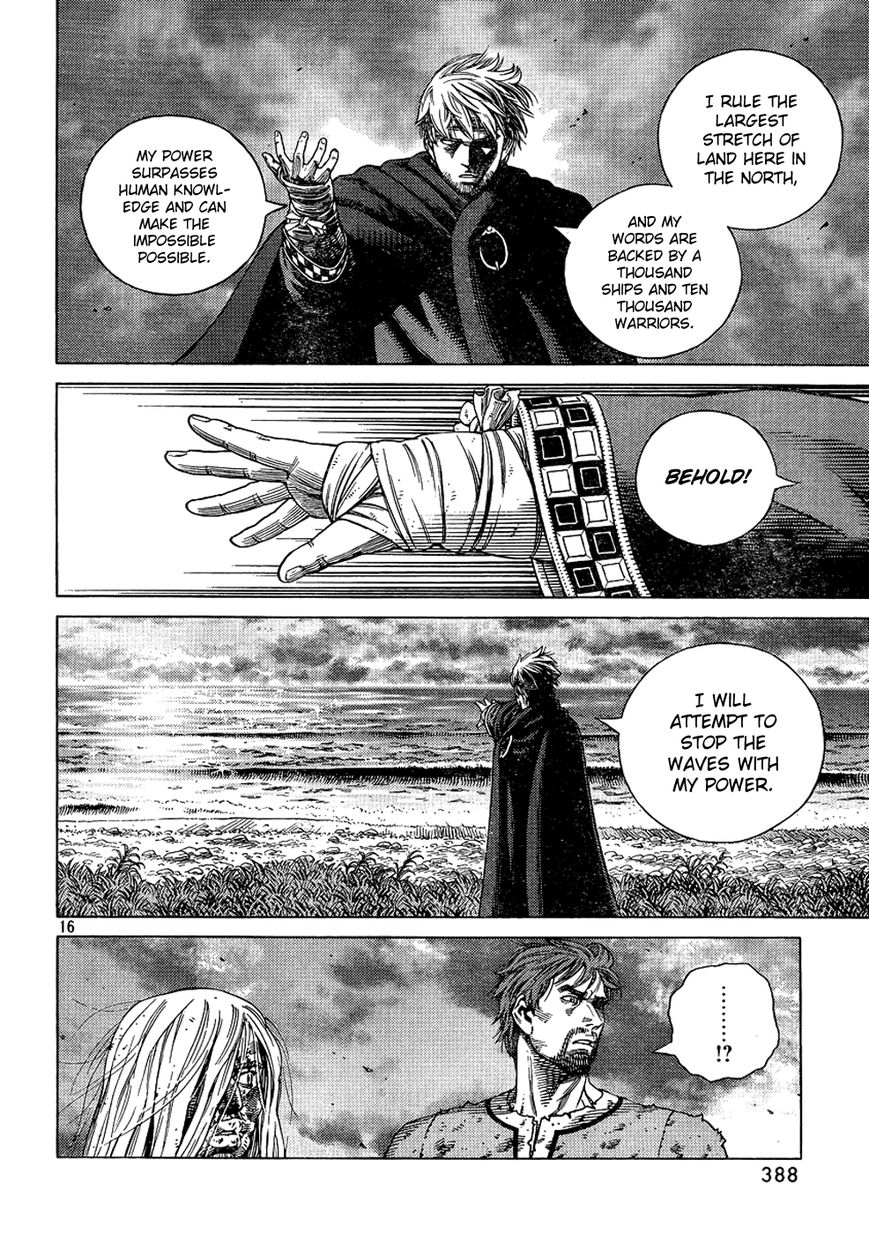 I RULE THE
LARGEST
STRETCH OF
LAND HERE IN
THE NORTH,
AND MY
WORDS ARE
BACKED BY A
THOUSAND
SHIPS AND TEN
THOUSAND
WARRIORS.
MY POWER
SURPASSES
HUMAN KNOWL-
EDGE AND CAN
MAKE THE
IMPOSSIBLE
POSSIBLE.
BEHOLD!
I WILL
ATTEMPT TO
STOP THE
WAVES WITH
MY POWER.
16
.........
!?
388